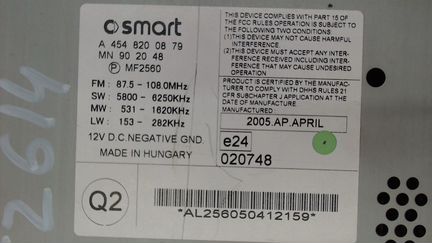 smart
A 454 820 08 79
MN 90 20 48
P MF2560
FM: 87.5 - 108.0MHz
SW: 5800 - 6250KHz
MW: 531 - 1620KHz
LW: 153 - 282KHz
12V D.C.NEGATIVE GND.
MADE IN HUNGARY
THIS DEVICE COMPLIES WITH PART 15 OF
THE FCC RULES OPERATION IS SUBJECT TO
THE FOLLOWING TWO CONDITIONS:
(1)THIS DEVICE MAY NOT CAUSE HARMFUL
INTERFERENCE.
(2)THIS DEVICE MUST ACCEPT ANY INTER-
FERENCE RECEIVED INCLUDING INTER-
FERENCE THAT MAY CAUSE UNDESIRED
OPERATION
PRODUCT IS CERTIFIED BY THE MANUFAC-
TURER TO COMPLY WITH DHHS RULES 21
CFR SUBCHAPTER J APPLICATION AT THE
DATE OF MANUFACTURE.
MANUFACTURED:
2005.AP.APRIL
e24
020748
Q2
*AL256050412159*
2614